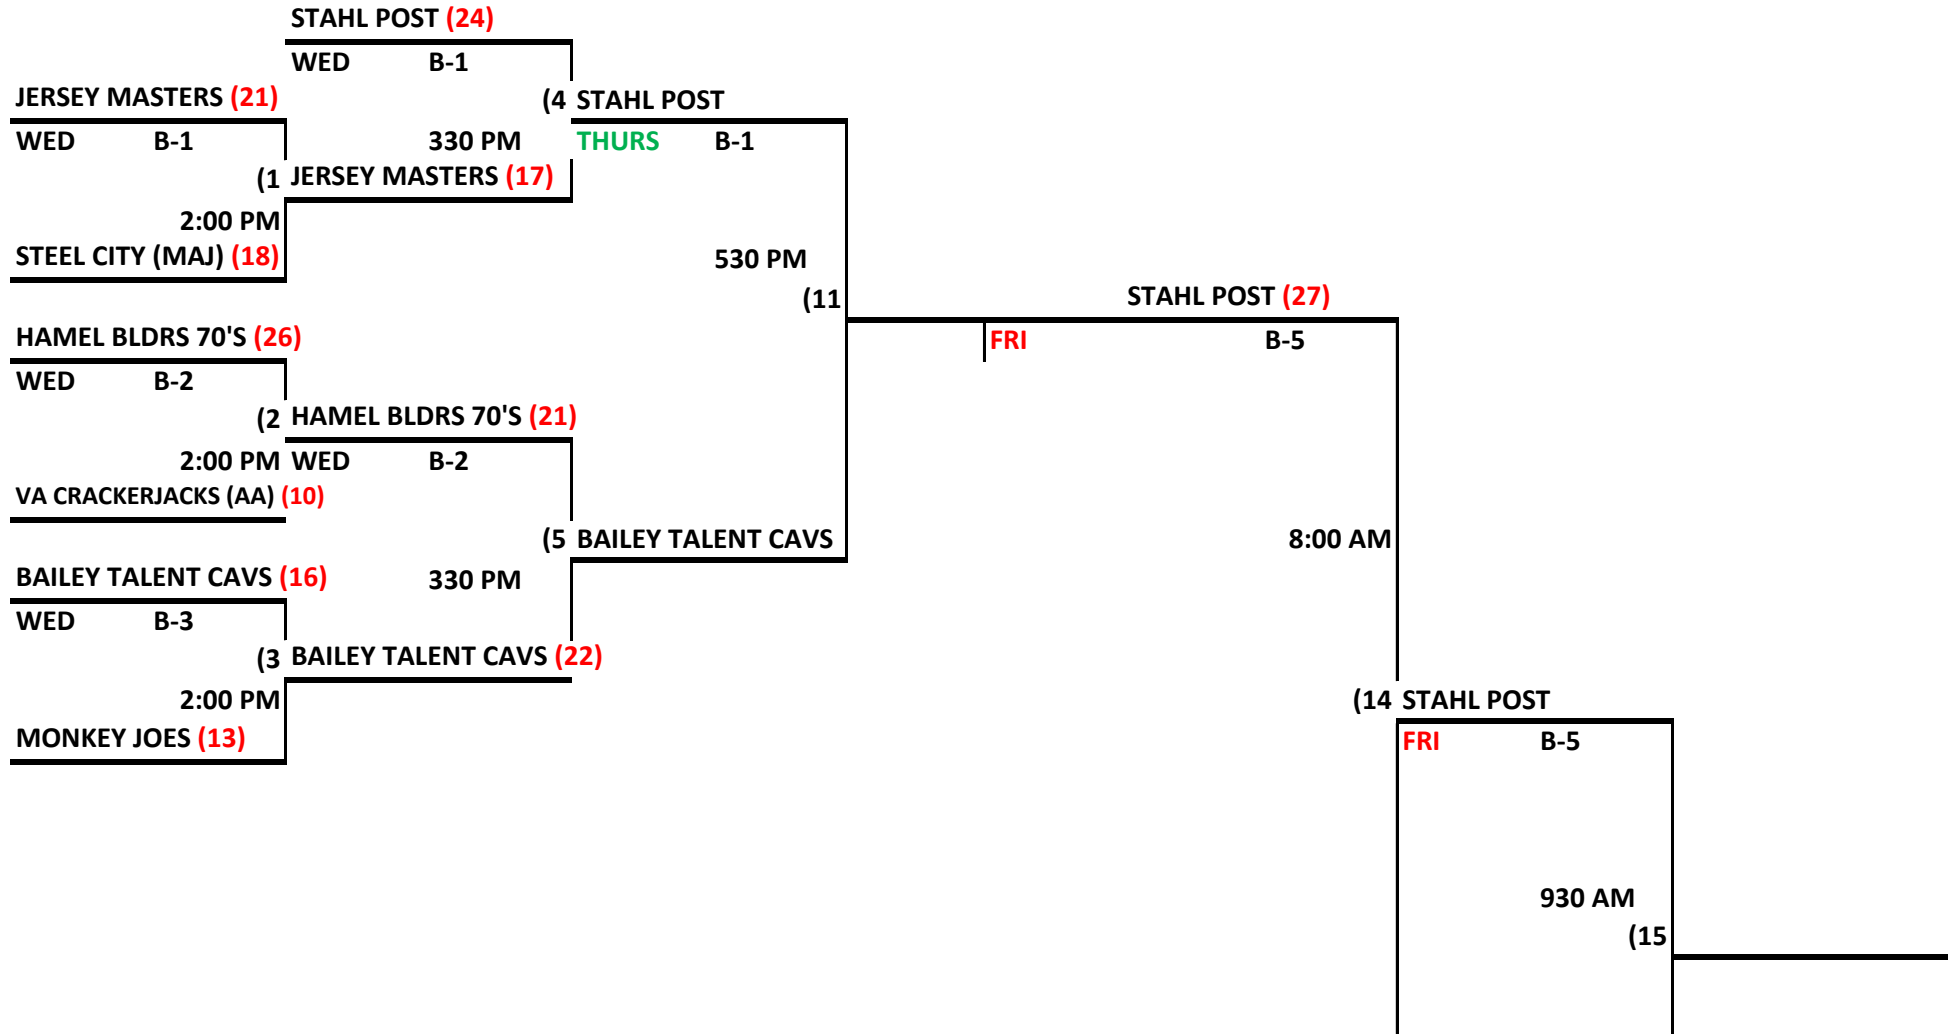 STAHL POST (24)
WED B-1
JERSEY MASTERS (21)
(4 STAHL POST
WED B-1
330 PM
THURS B-1
(1 JERSEY MASTERS (17)
2:00 PM
STEEL CITY (MAJ) (18)
530 PM
(11
STAHL POST (27)
HAMEL BLDRS 70'S (26)
FRI B-5
WED B-2
(2 HAMEL BLDRS 70'S (21)
2:00 PM WED B-2
VA CRACKERJACKS (AA) (10)
(5 BAILEY TALENT CAVS
8:00 AM
BAILEY TALENT CAVS (16)
330 PM
WED B-3
(3 BAILEY TALENT CAVS (22)
2:00 PM
(14 STAHL POST
MONKEY JOES (13)
FRI B-5
930 AM
(15